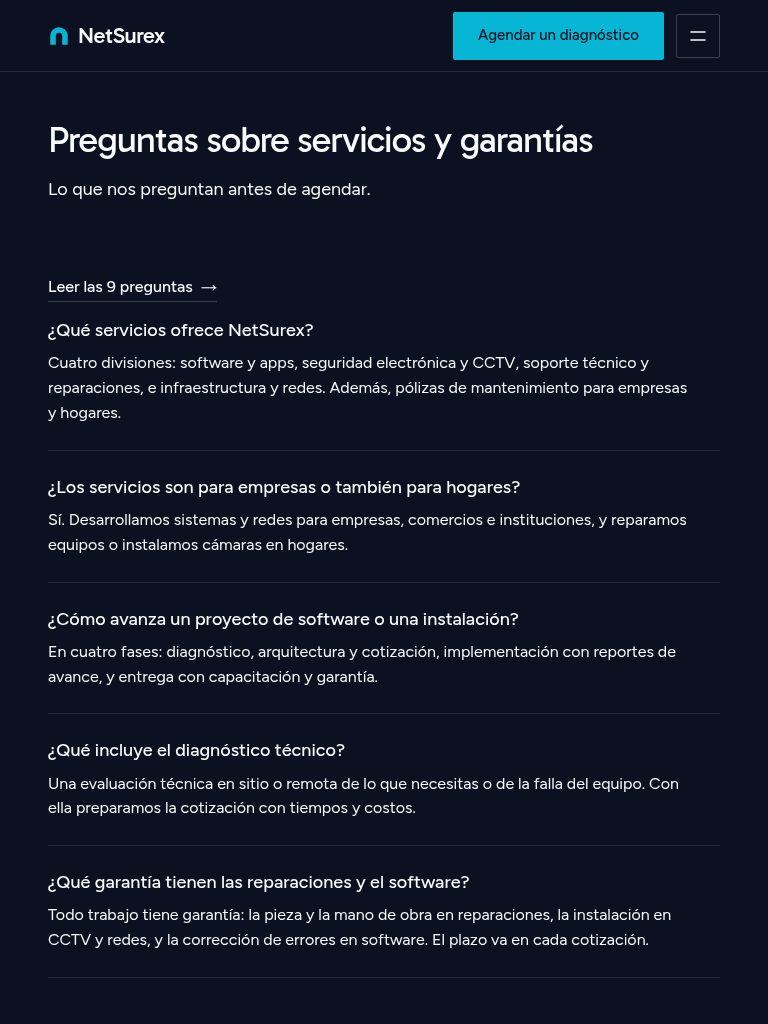 NetSurex
Agendar un diagnóstico
Preguntas sobre servicios y garantías
Lo que nos preguntan antes de agendar.
Leer las 9 preguntas →
¿Qué servicios ofrece NetSurex?
Cuatro divisiones: software y apps, seguridad electrónica y CCTV, soporte técnico y
reparaciones, e infraestructura y redes. Además, pólizas de mantenimiento para empresas
y hogares.
¿Los servicios son para empresas o también para hogares?
Sí. Desarrollamos sistemas y redes para empresas, comercios e instituciones, y reparamos
equipos o instalamos cámaras en hogares.
¿Cómo avanza un proyecto de software o una instalación?
En cuatro fases: diagnóstico, arquitectura y cotización, implementación con reportes de
avance, y entrega con capacitación y garantía.
¿Qué incluye el diagnóstico técnico?
Una evaluación técnica en sitio o remota de lo que necesitas o de la falla del equipo. Con
ella preparamos la cotización con tiempos y costos.
¿Qué garantía tienen las reparaciones y el software?
Todo trabajo tiene garantía: la pieza y la mano de obra en reparaciones, la instalación en
CCTV y redes, y la corrección de errores en software. El plazo va en cada cotización.